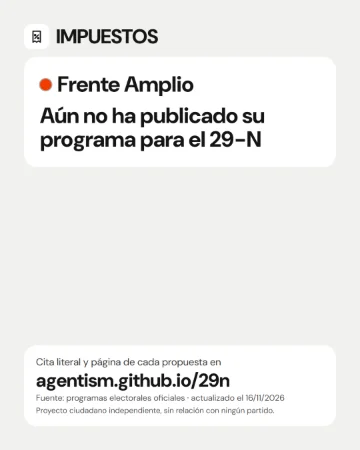 IMPUESTOS
Frente Amplio
Aún no ha publicado su
programa para el 29-N
Cita literal y página de cada propuesta en
agentism.github.io/29n
Fuente: programas electorales oficiales · actualizado el 16/11/2026
Proyecto ciudadano independiente, sin relación con ningún partido.